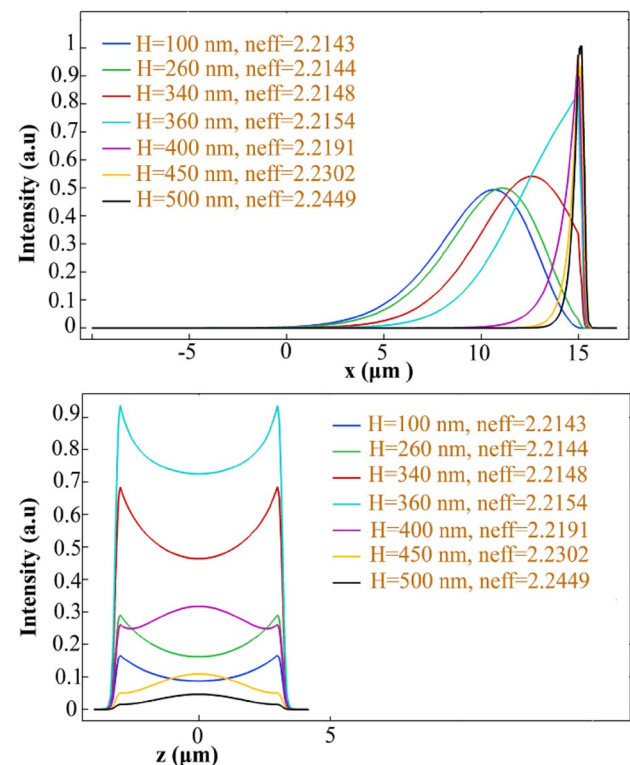 1
H=100 nm, neff=2.2143
0.9
H=260 nm, neff=2.2144
0.8
H=340 nm, neff=2.2148
0.7
H=360 nm, neff=2.2154
0.6
H=400 nm, neff=2.2191
0.5
H=450 nm, neff=2.2302
0.4
H=500 nm, neff=2.2449
0.3
0.2
0.1
0
Intensity (a.u)
-5 0 5 10 15
x (μm )
0.9
H=100 nm, neff=2.2143
0.8
H=260 nm, neff=2.2144
0.7
H=340 nm, neff=2.2148
H=360 nm, neff=2.2154
0.6
H=400 nm, neff=2.2191
0.5
H=450 nm, neff=2.2302
0.4
H=500 nm, neff=2.2449
0.3
0.2
0.1
0
Intensity (a.u)
0 5
z (μm)